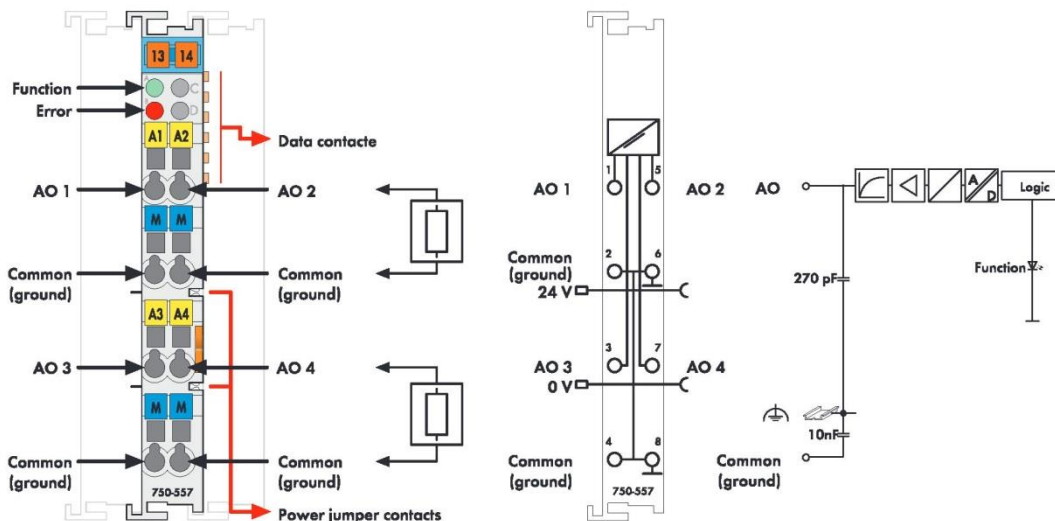 13 14
Function
A
C
Error
D
A1 A2
Data contacte
AO 1
AO 2
M M
Common
(ground)
Common
(ground)
A3 A4
AO 3
AO 4
M M
Common
(ground)
Common
(ground)
750-557
Power jumper contacts
1
5
AO 1
AO 2
Common
(ground)
2
6
24 V
3
7
AO 3
AO 4
0 V
4
8
Common
(ground)
750-557
AO
A
D
Logic
270 pF
Function
10nF
Common
(ground)